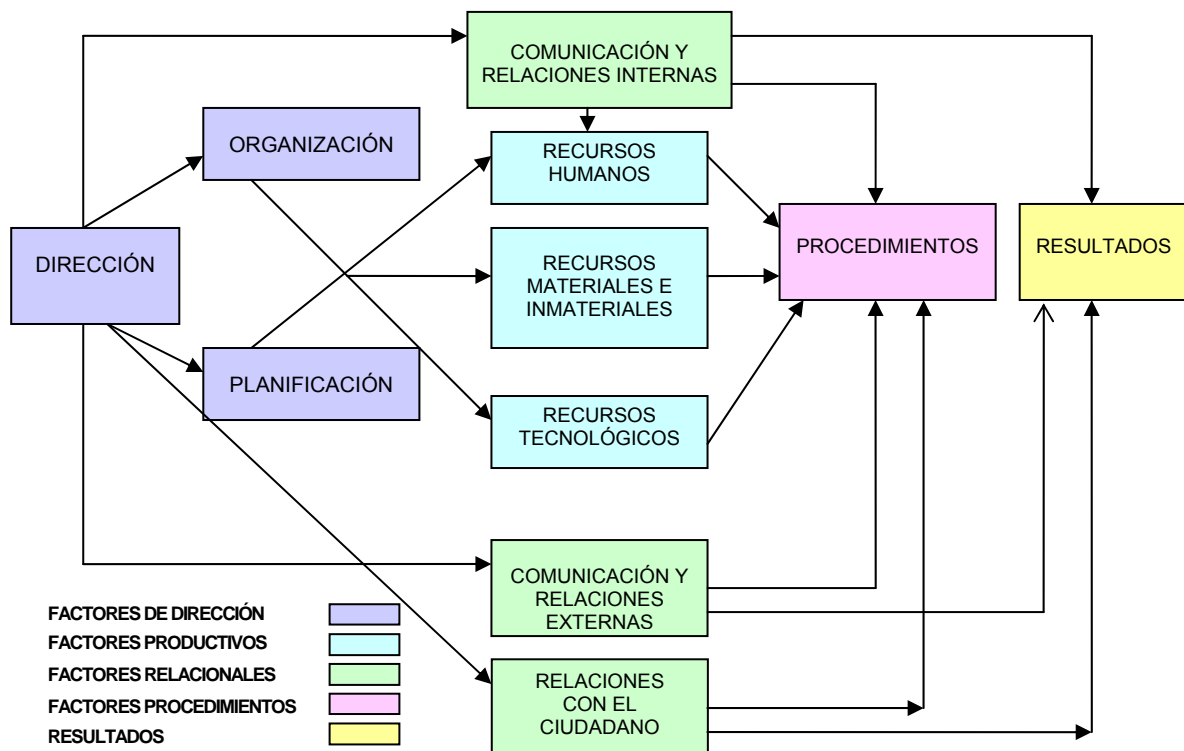 COMUNICACIÓN Y
RELACIONES INTERNAS
ORGANIZACIÓN
RECURSOS
HUMANOS
DIRECCIÓN
RECURSOS
MATERIALES E
INMATERIALES
PROCEDIMIENTOS
RESULTADOS
PLANIFICACIÓN
RECURSOS
TECNOLÓGICOS
COMUNICACIÓN Y
RELACIONES
EXTERNAS
RELACIONES
CON EL
CIUDADANO
FACTORES DE DIRECCIÓN
FACTORES PRODUCTIVOS
FACTORES RELACIONALES
FACTORES PROCEDIMIENTOS
RESULTADOS